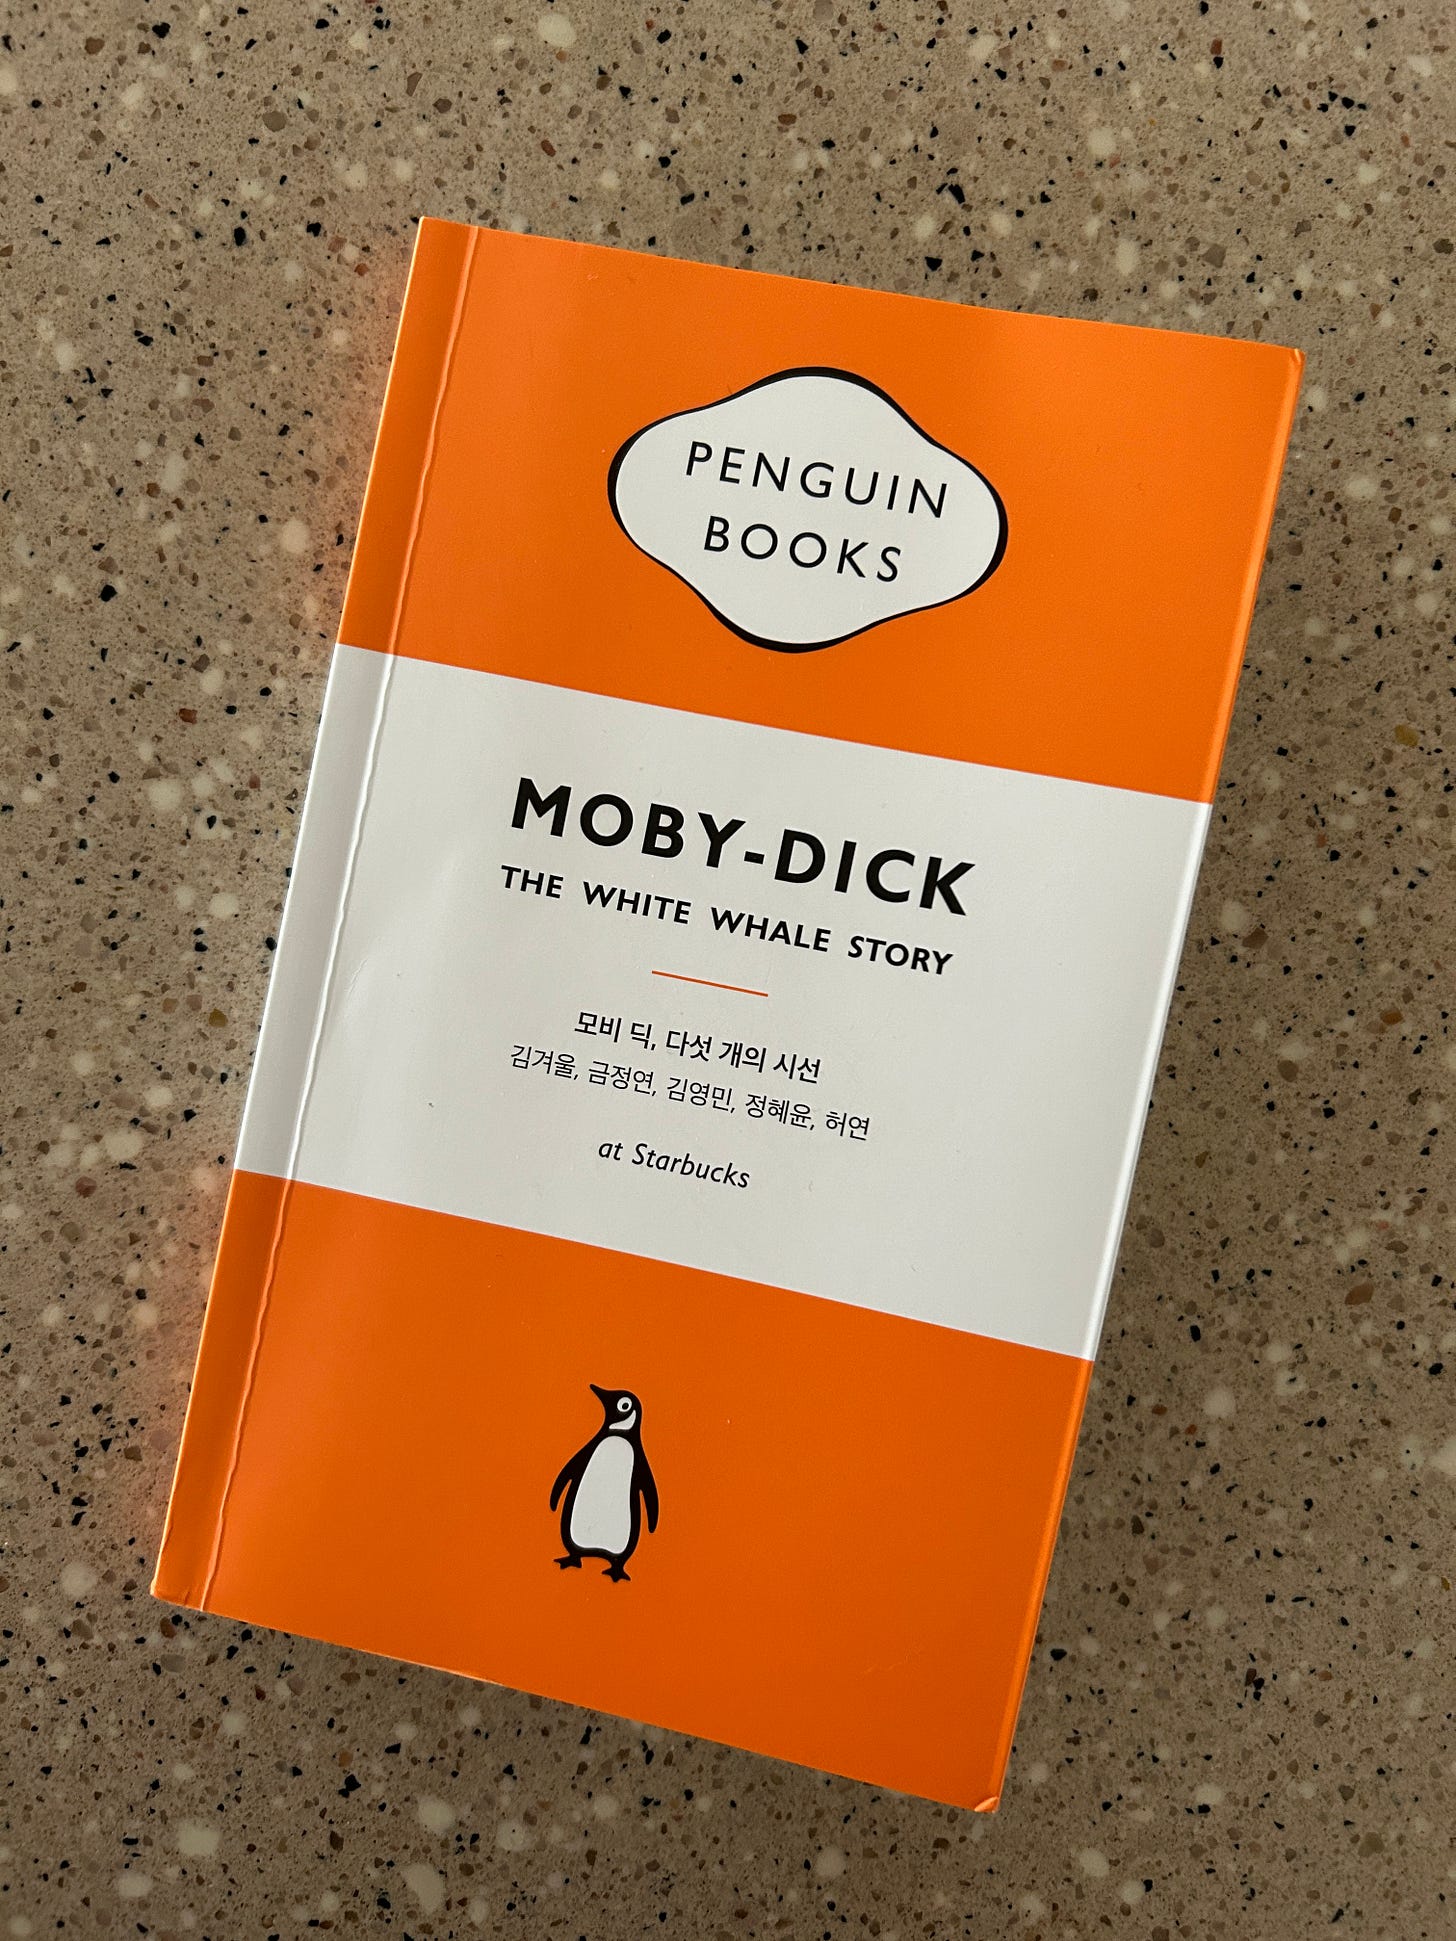 PENGUIN
BOOKS
MOBY-DICK
THE WHITE WHALE STORY
모비 딕, 다섯 개의 시선
김겨울, 금정연, 김영민, 정혜윤, 허연
at Starbucks